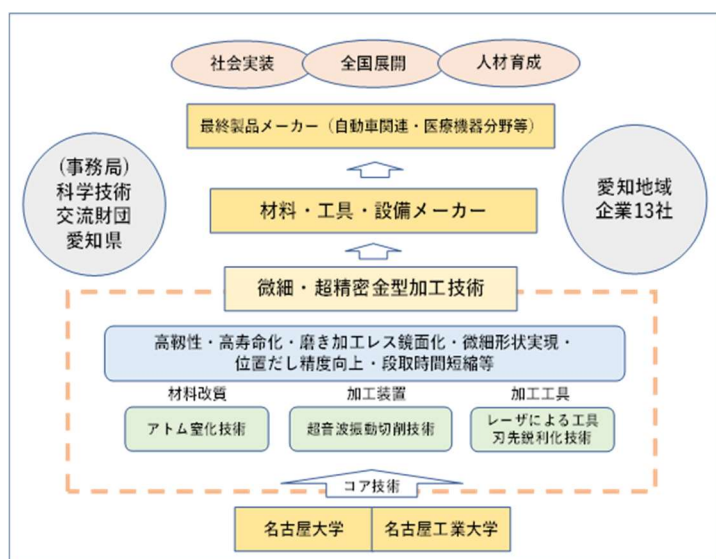 社会実装
全国展開
人材育成
最終製品メーカー（自動車関連・医療機器分野等）
(事務局)
科学技術
交流財団
愛知県
愛知地域
企業13社
材料・工具・設備メーカー
微細・超精密金型加工技術
高靭性・高寿命化・磨き加工レス鏡面化・微細形状実現・
位置だし精度向上・段取時間短縮等
材料改質
加工装置
加工工具
アトム窒化技術
超音波振動切削技術
レーザによる工具
刃先鋭利化技術
コア技術
名古屋大学
名古屋工業大学